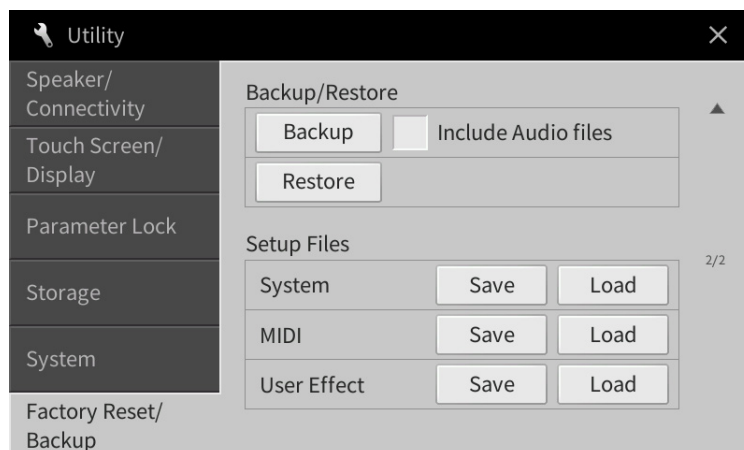 Utility
Speaker/
Connectivity
Touch Screen/
Display
Parameter Lock
Storage
System
Factory Reset/
Backup
Backup/Restore
Backup Include Audio files
Restore
Setup Files
System Save Load
MIDI Save Load
User Effect Save Load
2/2